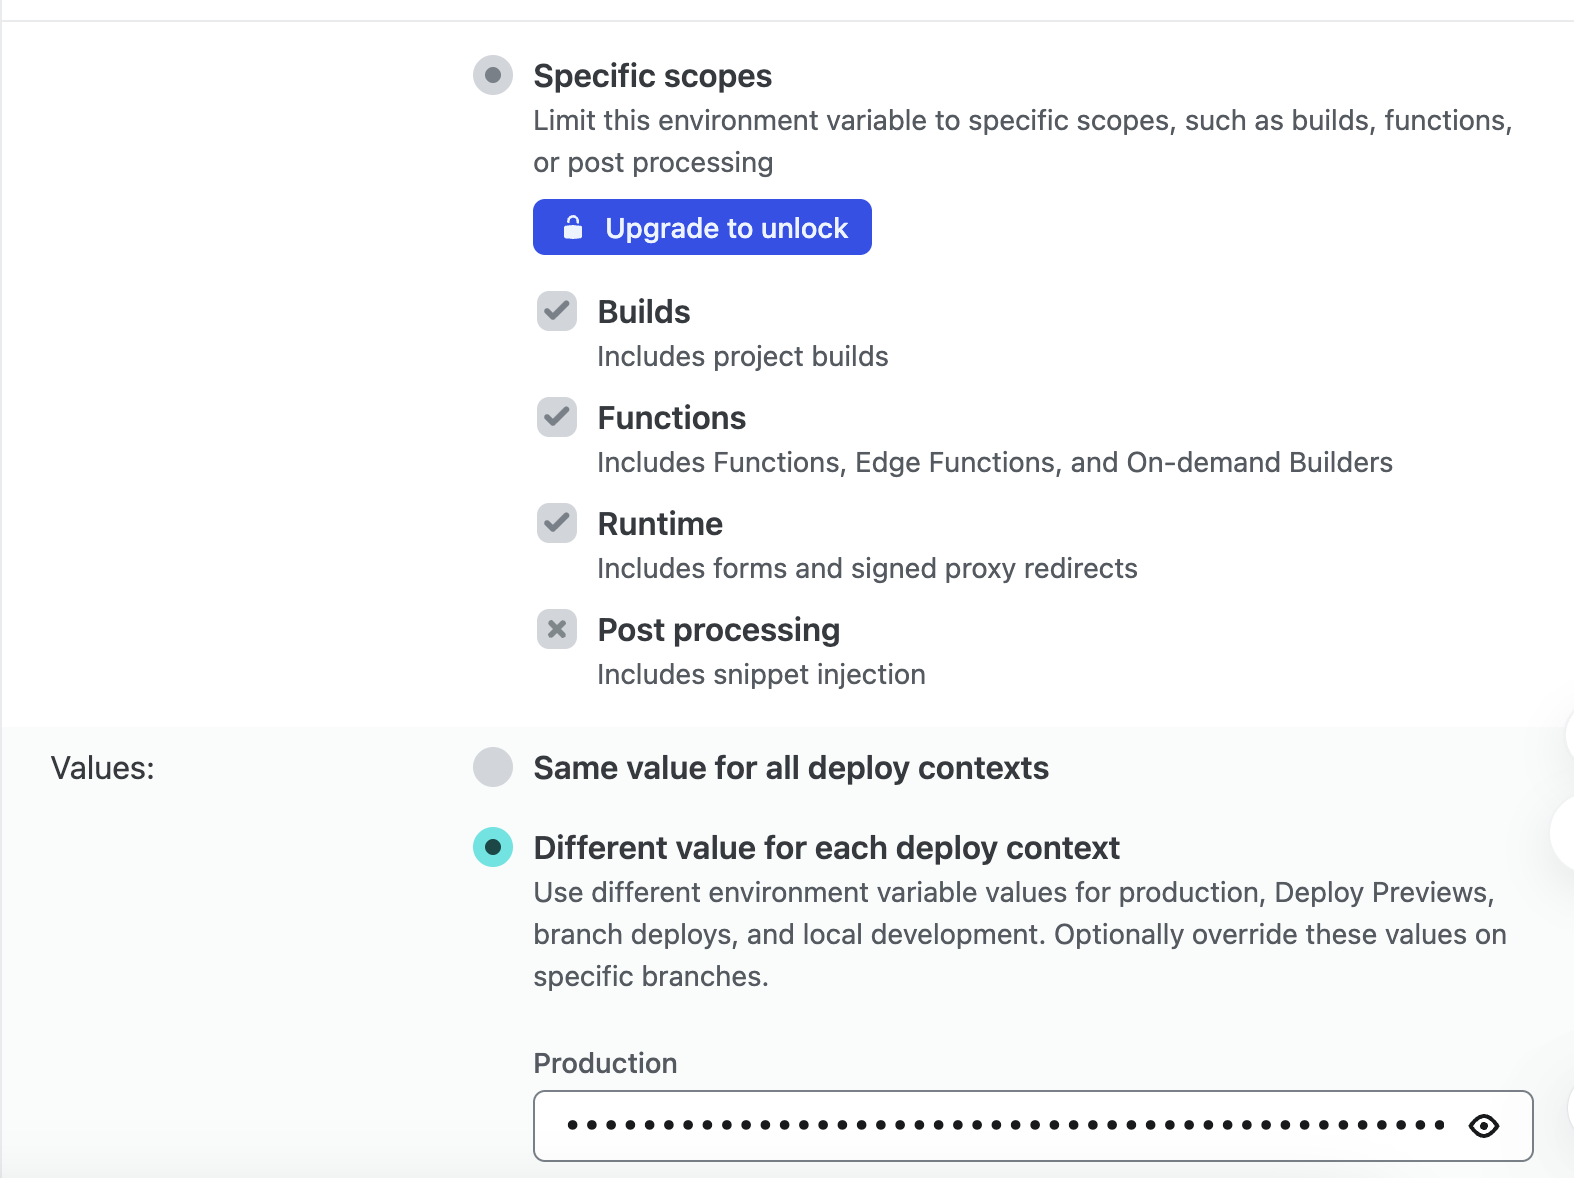 Specific scopes
Limit this environment variable to specific scopes, such as builds, functions,
or post processing
Upgrade to unlock
Builds
Includes project builds
Functions
Includes Functions, Edge Functions, and On-demand Builders
Runtime
Includes forms and signed proxy redirects
Post processing
Includes snippet injection
Values:
Same value for all deploy contexts
Different value for each deploy context
Use different environment variable values for production, Deploy Previews,
branch deploys, and local development. Optionally override these values on
specific branches.
Production